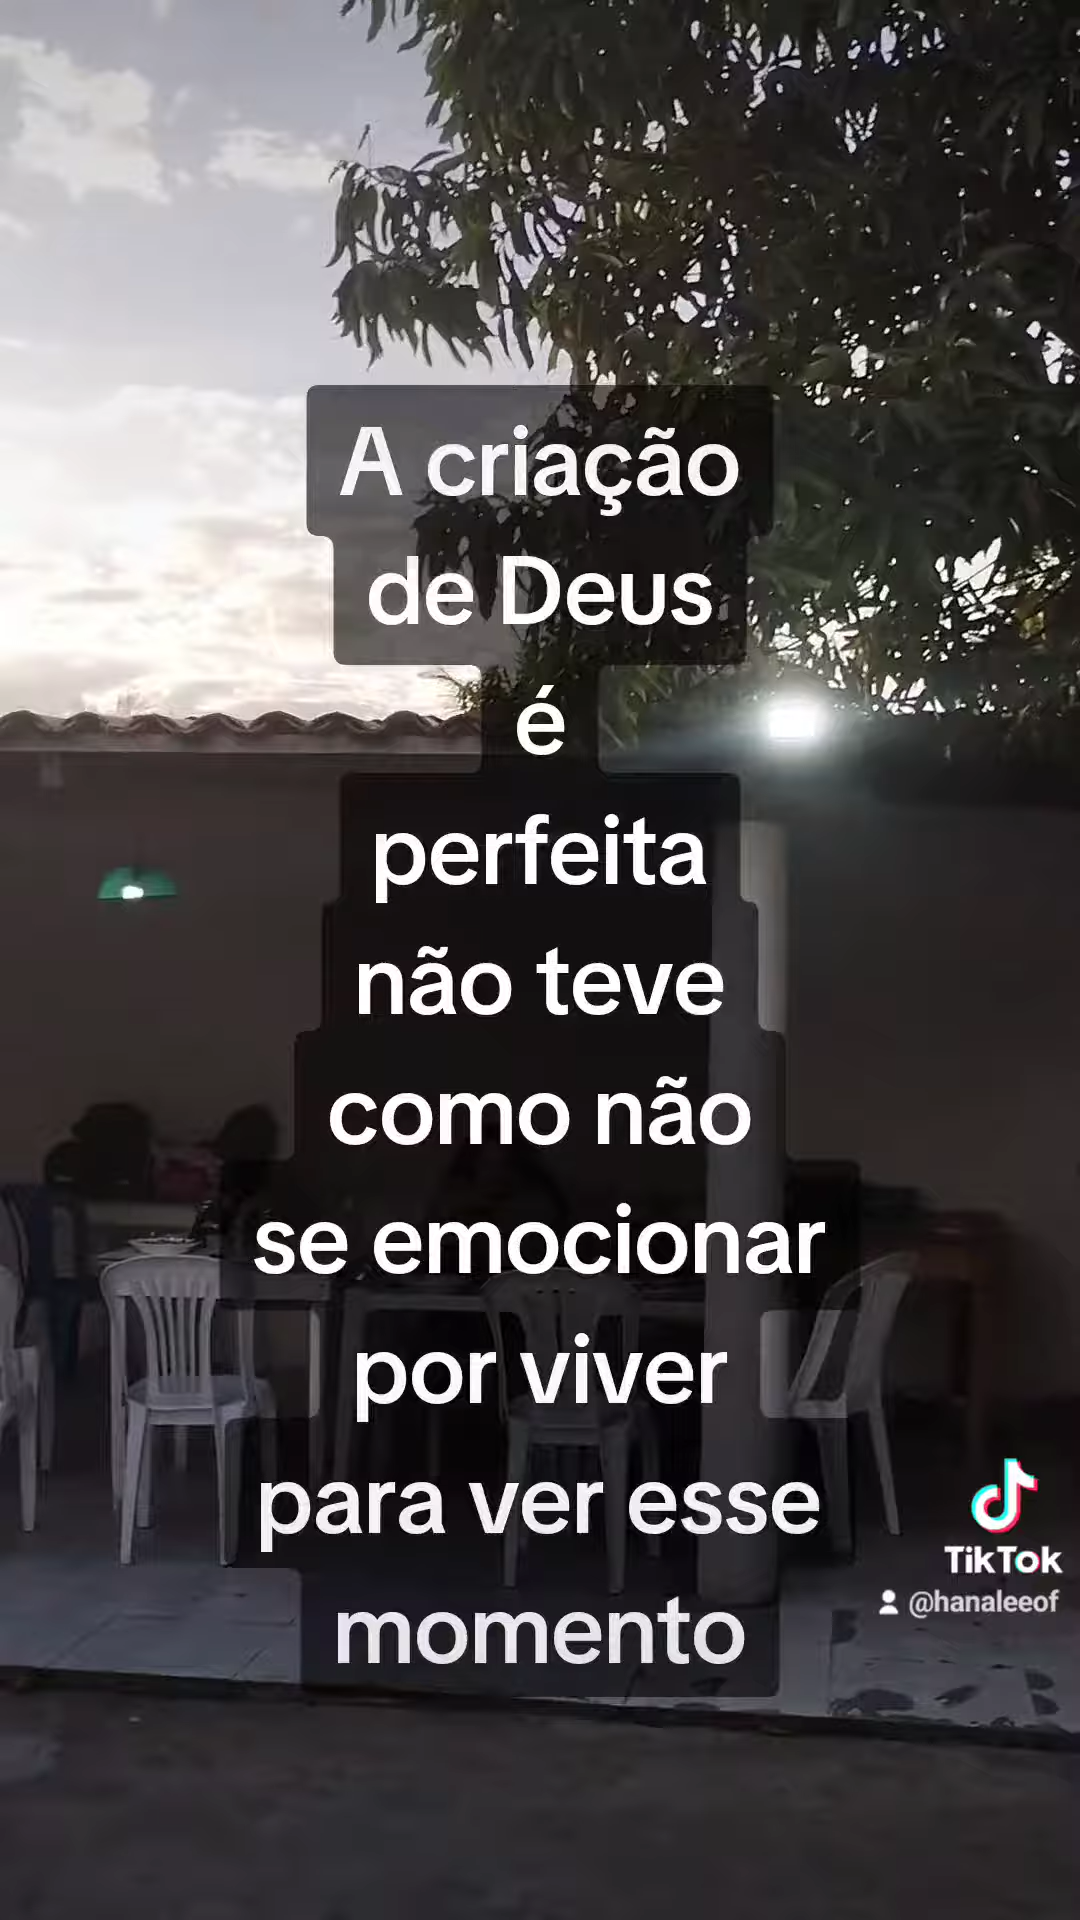 A criação
de Deus
é
perfeita
não teve
como não
se emocionar
por viver
para ver esse
momento
TikTok
@hanaleeof